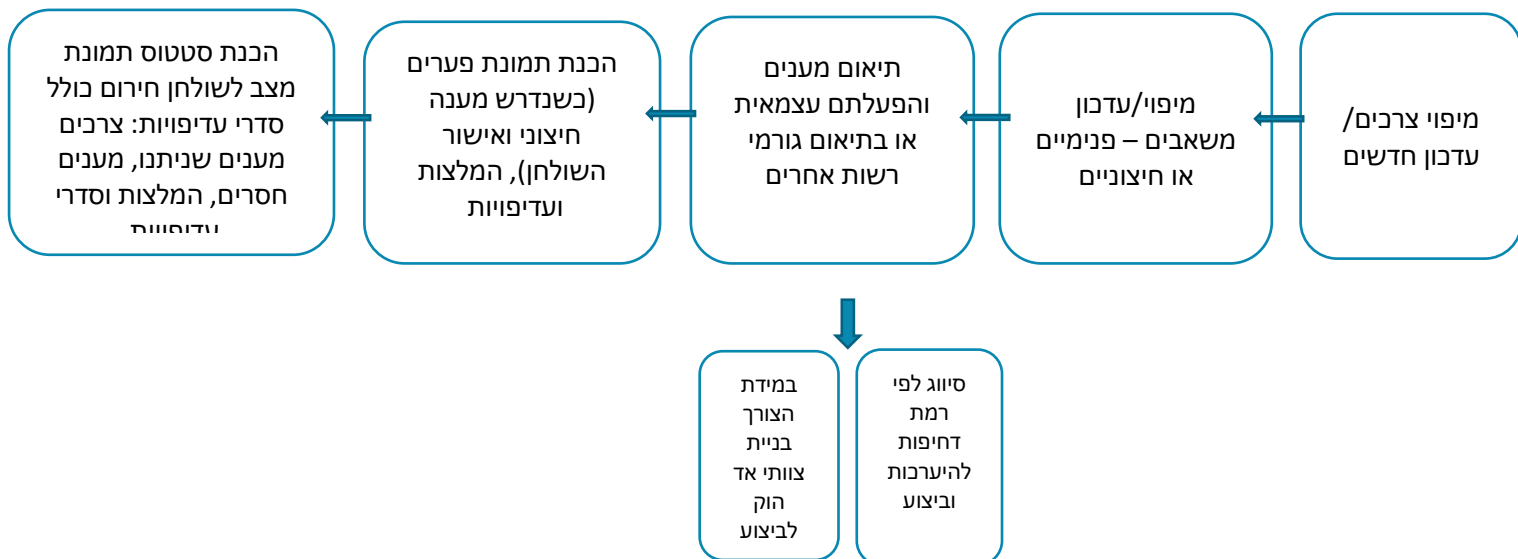 מיפוי צרכים/
עדכון חדשים
מיפוי/עדכון
משאבים – פנימיים
או חיצוניים
תיאום מענים
והפעלתם עצמאית
או בתיאום גורמי
רשות אחרים
הכנת תמונת פערים
(כשנדרש מענה
חיצוני ואישור
השולחן), המלצות
ועדיפויות
הכנת סטטוס תמונת
מצב לשולחן חירום כולל
סדרי עדיפויות: צרכים
מענים שניתנו, מענים
חסרים, המלצות וסדרי
עדיפויות
סיווג לפי
רמת
דחיפות
להיערכות
וביצוע
במידת
הצורך
בניית
צוותי אד
הוק
לביצוע